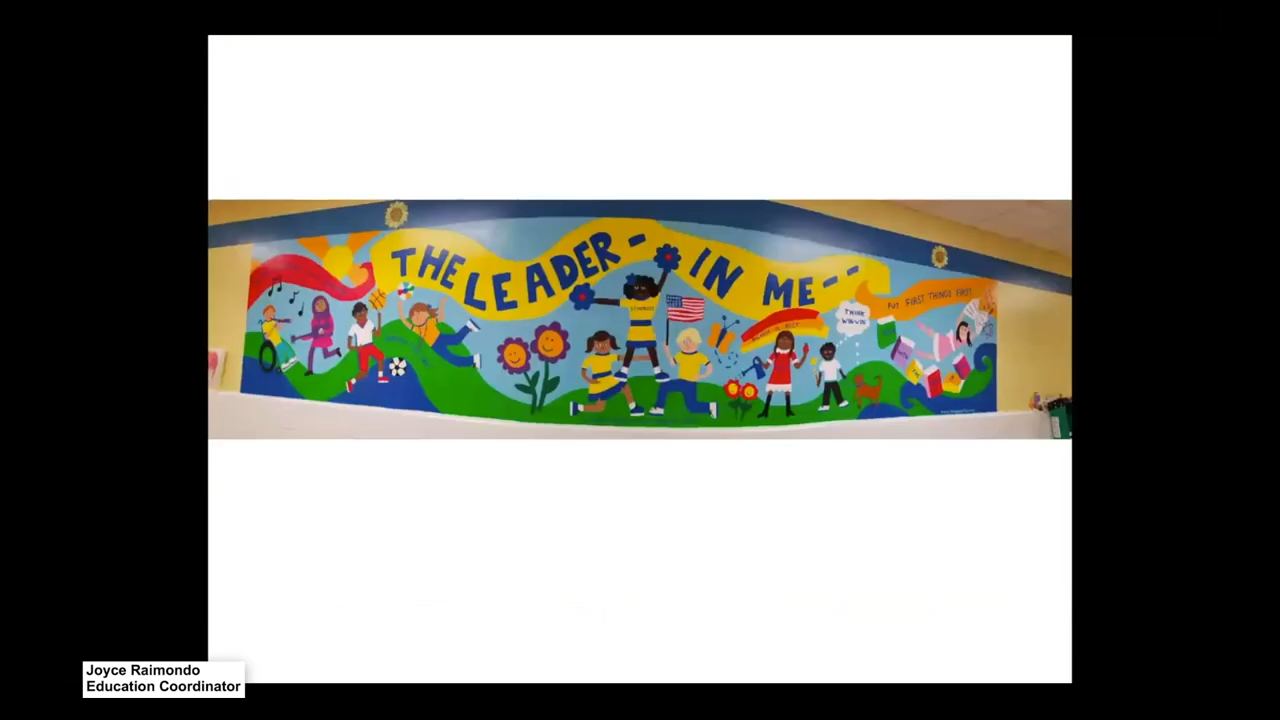 THE LEADER - IN ME - -
PUT FIRST THINGS FIRST
THINK
WIN-WIN
Joyce Raimondo
Education Coordinator